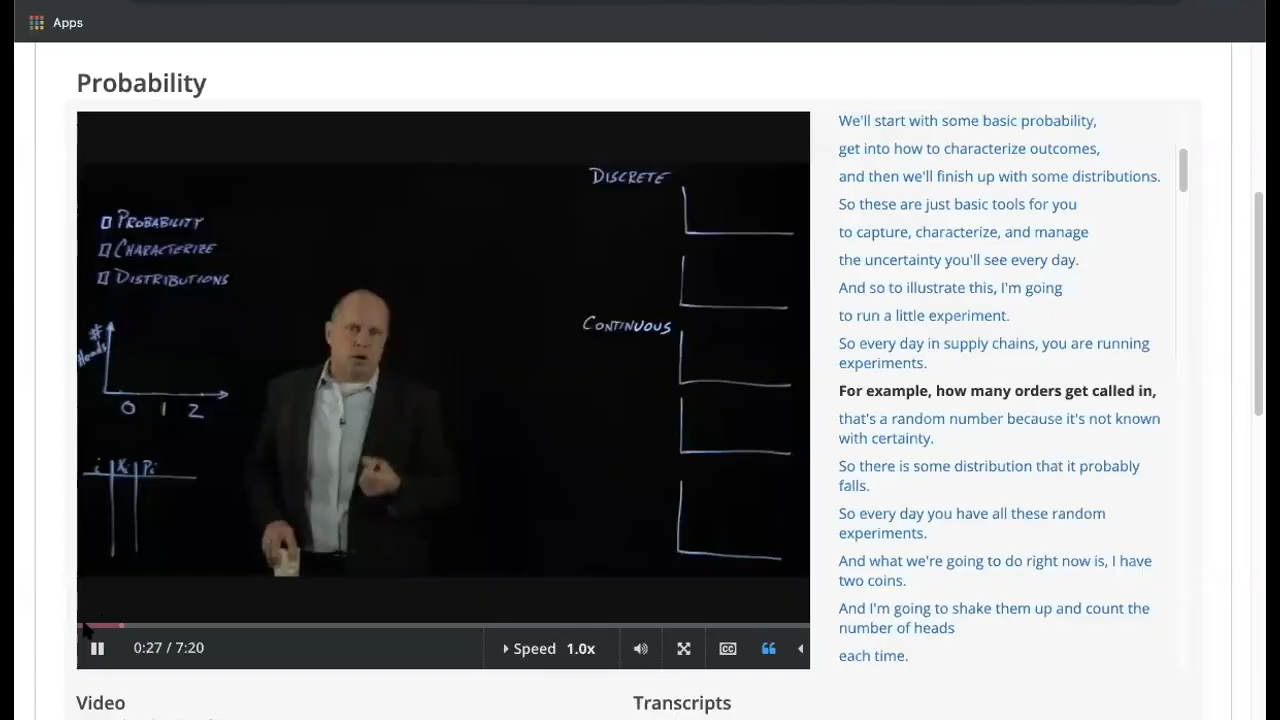 Apps
Probability
DISCRETE
PROBABILITY
CHARACTERIZE
DISTRIBUTIONS
CONTINUOUS
#
Heads
0 1 2
i Xi Pi
We'll start with some basic probability,
get into how to characterize outcomes,
and then we'll finish up with some distributions.
So these are just basic tools for you
to capture, characterize, and manage
the uncertainty you'll see every day.
And so to illustrate this, I'm going
to run a little experiment.
So every day in supply chains, you are running
experiments.
For example, how many orders get called in,
that's a random number because it's not known
with certainty.
So there is some distribution that it probably
falls.
So every day you have all these random
experiments.
And what we're going to do right now is, I have
two coins.
And I'm going to shake them up and count the
number of heads
each time.
0:27 / 7:20
Speed 1.0x
CC
Video
Transcripts